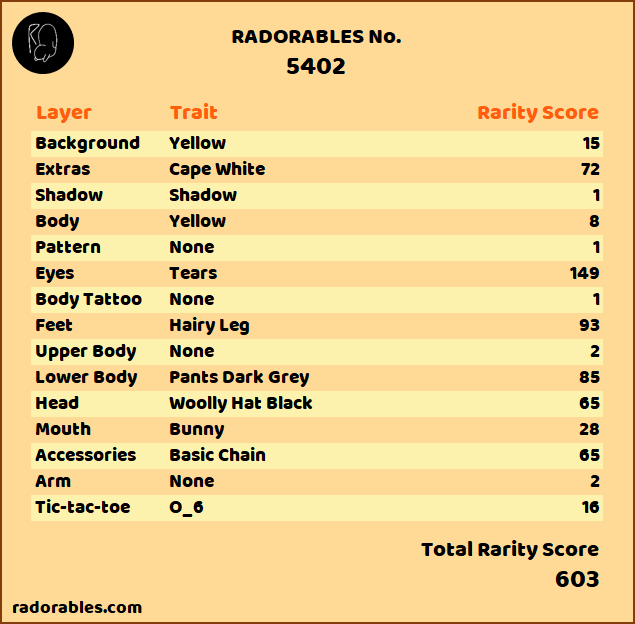 RADORABLES No.
5402
Layer Trait Rarity Score
Background Yellow 15
Extras Cape White 72
Shadow Shadow 1
Body Yellow 8
Pattern None 1
Eyes Tears 149
Body Tattoo None 1
Feet Hairy Leg 93
Upper Body None 2
Lower Body Pants Dark Grey 85
Head Woolly Hat Black 65
Mouth Bunny 28
Accessories Basic Chain 65
Arm None 2
Tic-tac-toe O_6 16
Total Rarity Score
603
radorables.com